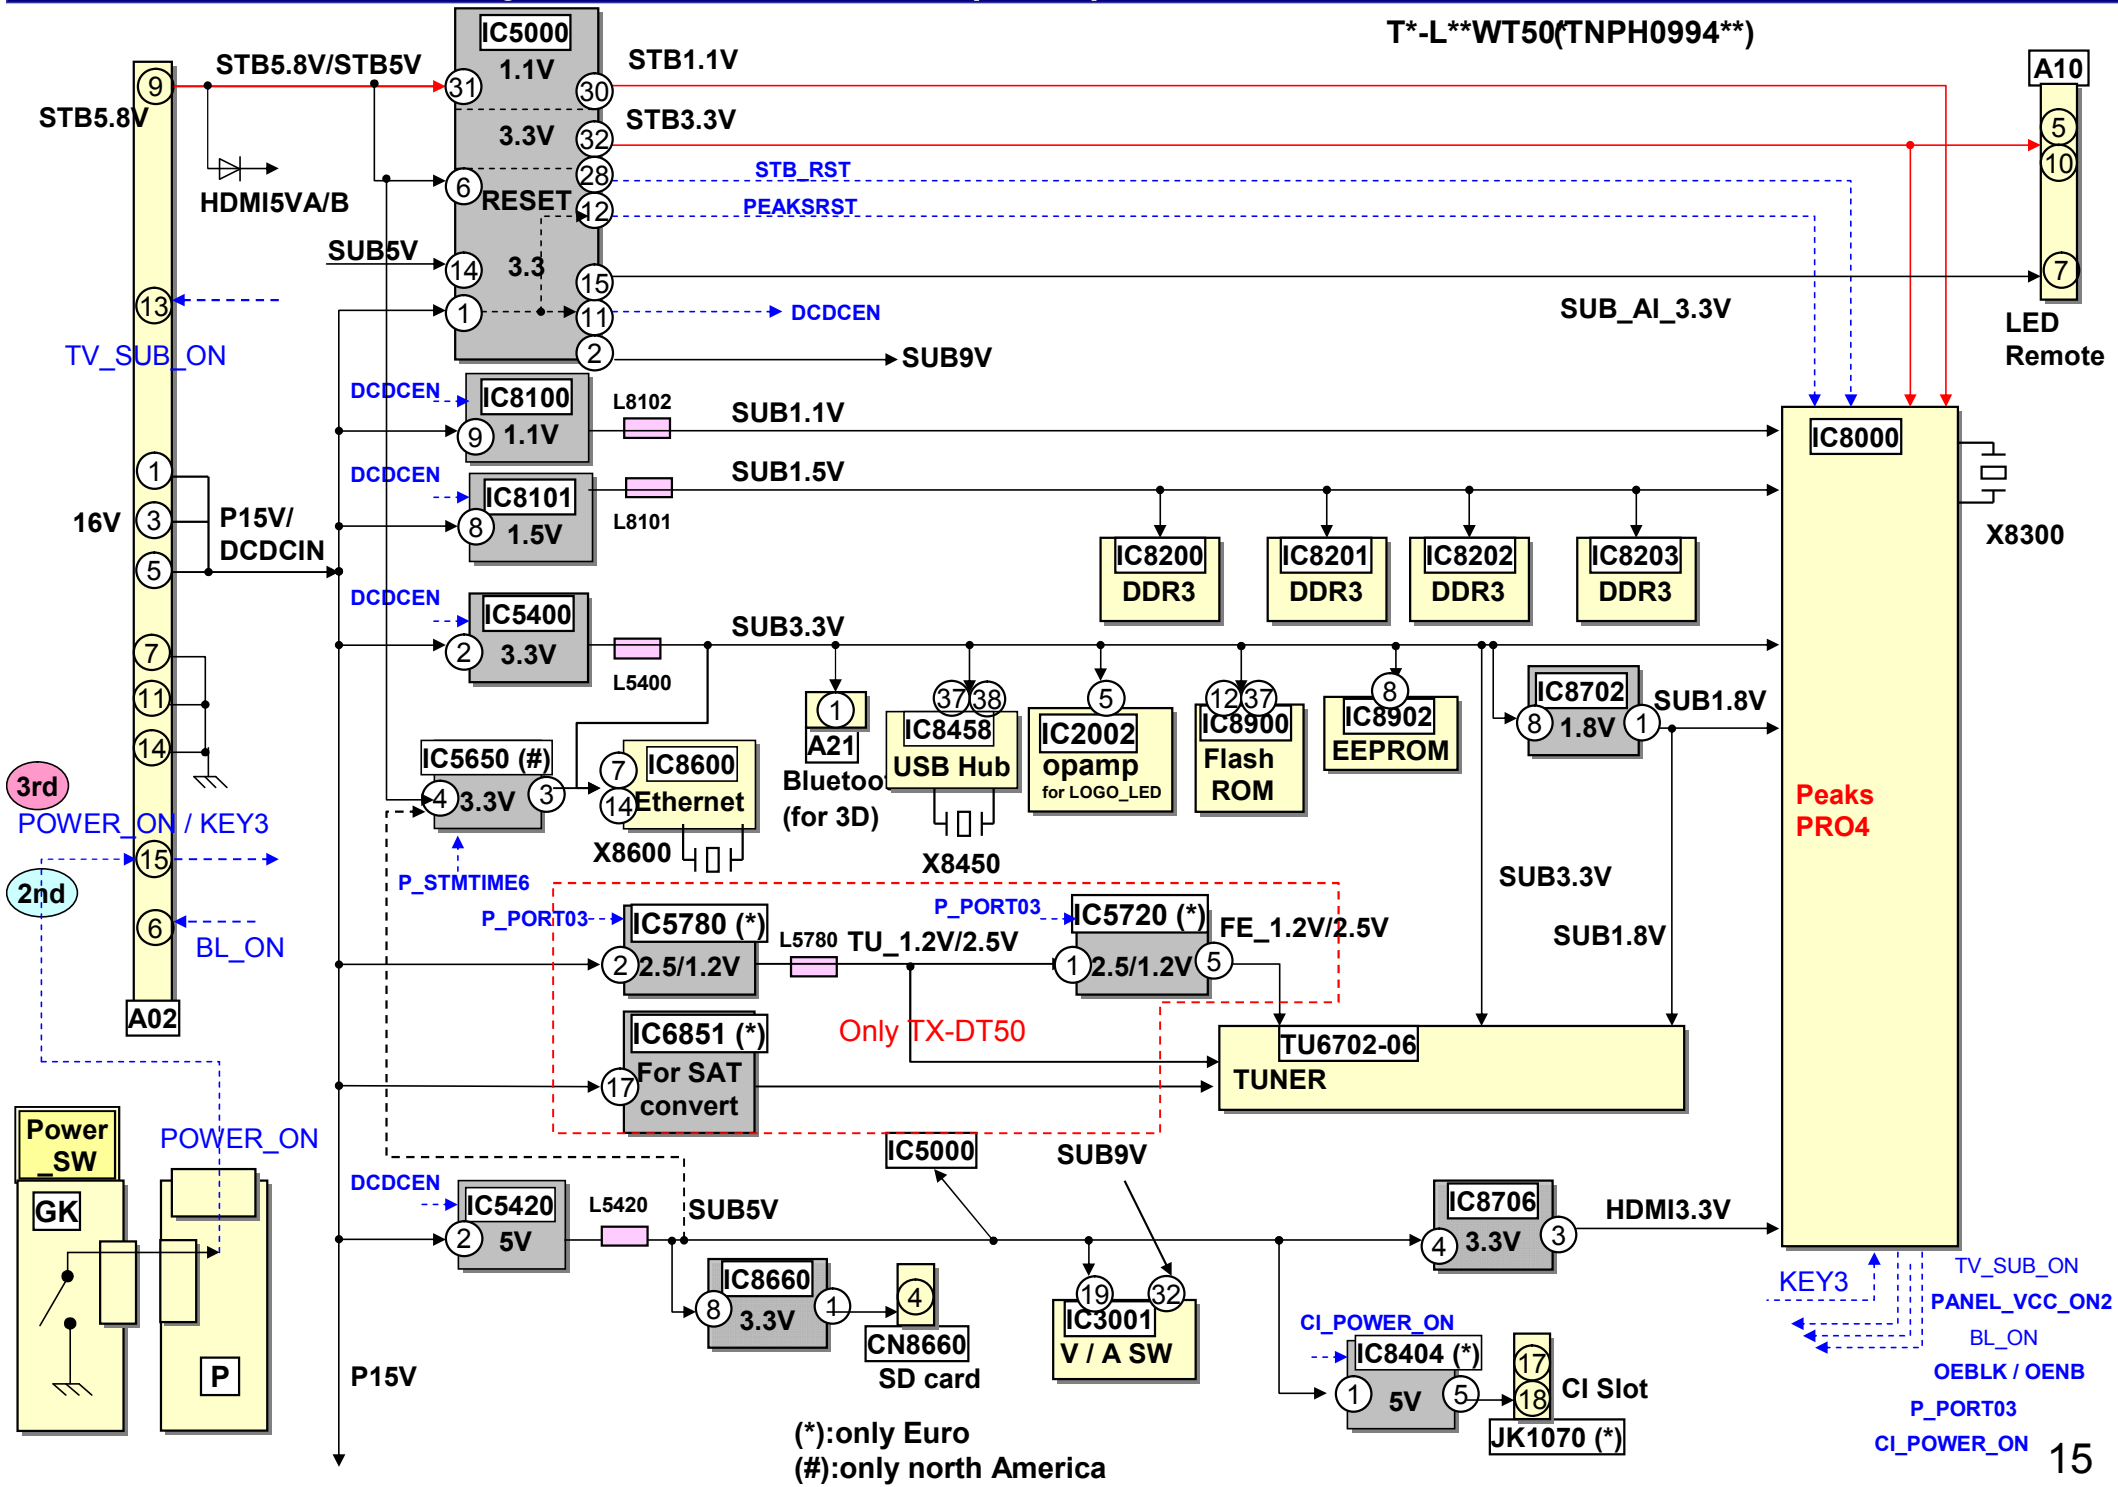 T*-L**WT50(TNPH0994**)
IC5000
1.1V
3.3V
RESET
3.3
31
30
32
28
6
12
14
15
1
11
2
STB5.8V/STB5V
STB5.8V
9
HDMI5VA/B
SUB5V
STB1.1V
STB3.3V
STB_RST
PEAKSRST
DCDCEN
SUB9V
SUB_AI_3.3V
A10
5
10
7
LED
Remote
13
TV_SUB_ON
1
3
5
16V
P15V/
DCDCIN
7
11
14
3rd
POWER_ON / KEY3
15
2nd
6
BL_ON
A02
DCDCEN
IC8100
9
1.1V
L8102
SUB1.1V
DCDCEN
IC8101
8
1.5V
L8101
SUB1.5V
IC8200
DDR3
IC8201
DDR3
IC8202
DDR3
IC8203
DDR3
IC8000
Peaks
PRO4
X8300
DCDCEN
IC5400
2
3.3V
L5400
SUB3.3V
1
A21
Bluetoo
(for 3D)
37
38
IC8458
USB Hub
X8450
5
IC2002
opamp
for LOGO_LED
12
37
IC8900
Flash
ROM
8
IC8902
EEPROM
IC8702
8
1.8V
1
SUB1.8V
IC5650 (#)
4
3.3V
3
P_STMTIME6
7
14
IC8600
Ethernet
X8600
SUB3.3V
SUB1.8V
P_PORT03
IC5780 (*)
2
2.5/1.2V
L5780
TU_1.2V/2.5V
P_PORT03
IC5720 (*)
1
2.5/1.2V
5
FE_1.2V/2.5V
Only TX-DT50
IC6851 (*)
17
For SAT
convert
TU6702-06
TUNER
Power
_SW
POWER_ON
GK
P
P15V
DCDCEN
IC5420
2
5V
L5420
SUB5V
IC5000
SUB9V
IC8660
8
3.3V
1
4
CN8660
SD card
19
32
IC3001
V / A SW
IC8706
4
3.3V
3
HDMI3.3V
CI_POWER_ON
IC8404 (*)
1
5V
5
17
18
CI Slot
JK1070 (*)
KEY3
TV_SUB_ON
PANEL_VCC_ON2
BL_ON
OEBLK / OENB
P_PORT03
CI_POWER_ON
(*):only Euro
(#):only north America
15